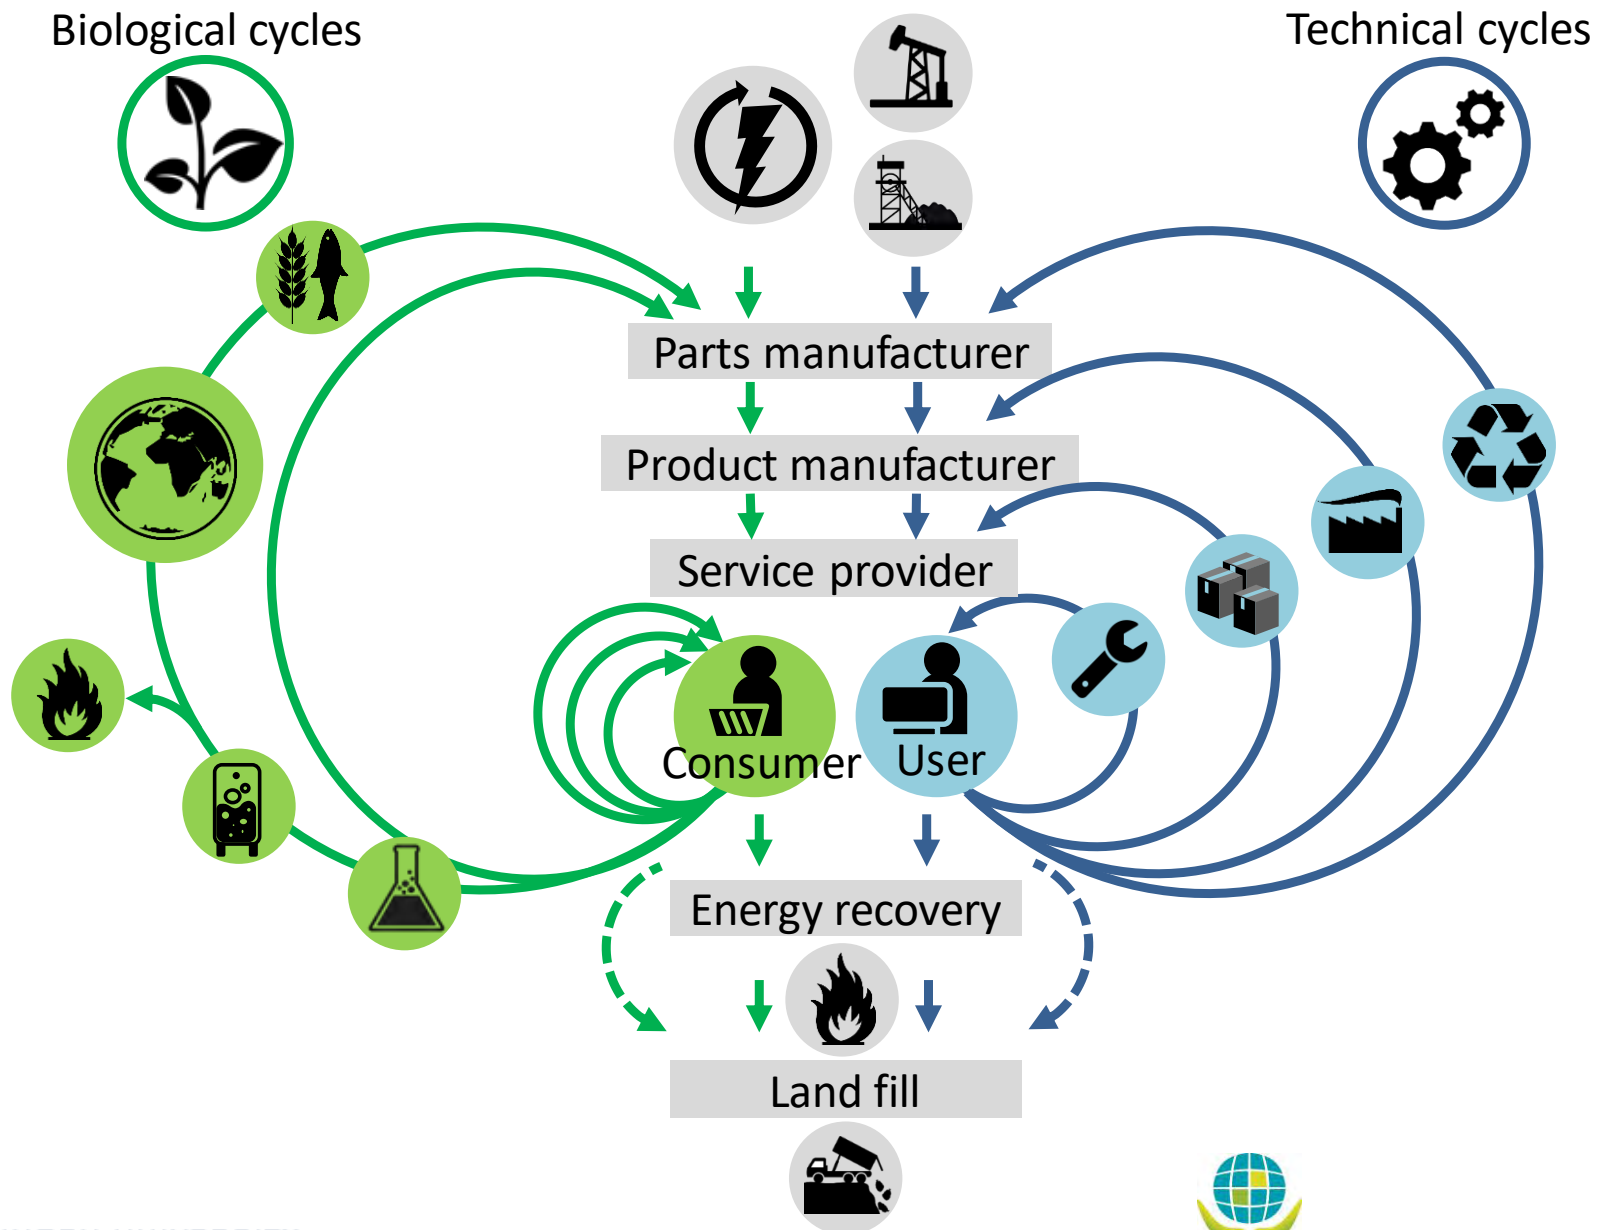 Biological cycles
Technical cycles
Parts manufacturer
Product manufacturer
Service provider
Consumer
User
Energy recovery
Land fill